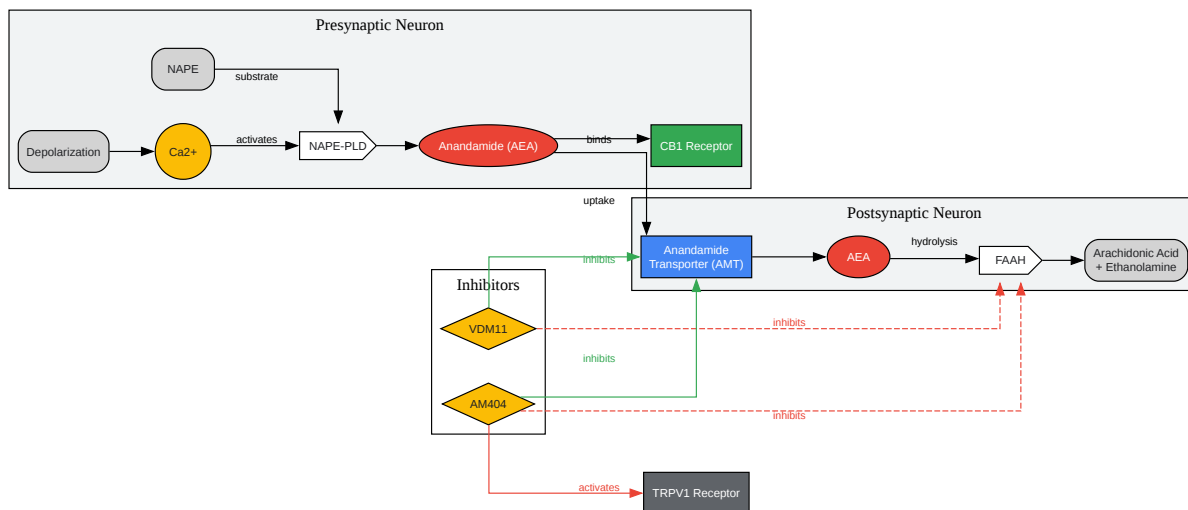 Presynaptic Neuron
NAPE
substrate
Depolarization
Ca2+
activates
NAPE-PLD
Anandamide (AEA)
binds
CB1 Receptor
uptake
Postsynaptic Neuron
Anandamide
Transporter (AMT)
AEA
hydrolysis
FAAH
Arachidonic Acid
+ Ethanolamine
inhibits
Inhibitors
VDM11
inhibits
inhibits
AM404
inhibits
activates
TRPV1 Receptor